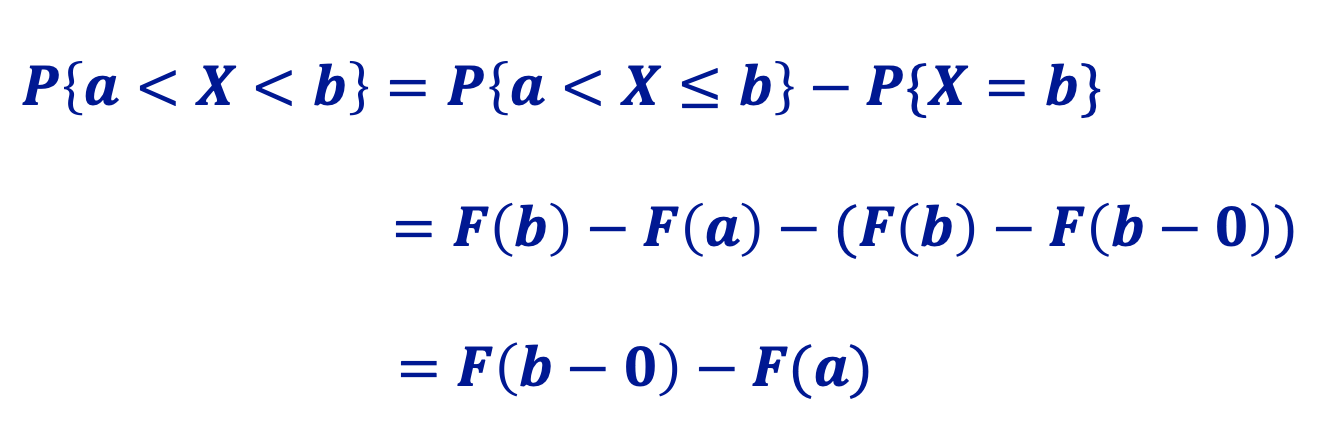 P{a < X < b} = P{a < X ≤ b} − P{X = b}
= F(b) − F(a) − (F(b) − F(b − 0))
= F(b − 0) − F(a)